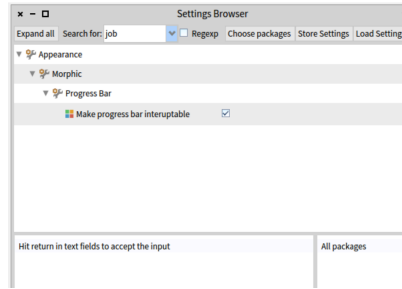 Settings Browser
Expand all Search for: job Regexp Choose packages Store Settings Load Setting
Appearance
Morphic
Progress Bar
Make progress bar interuptable
Hit return in text fields to accept the input
All packages